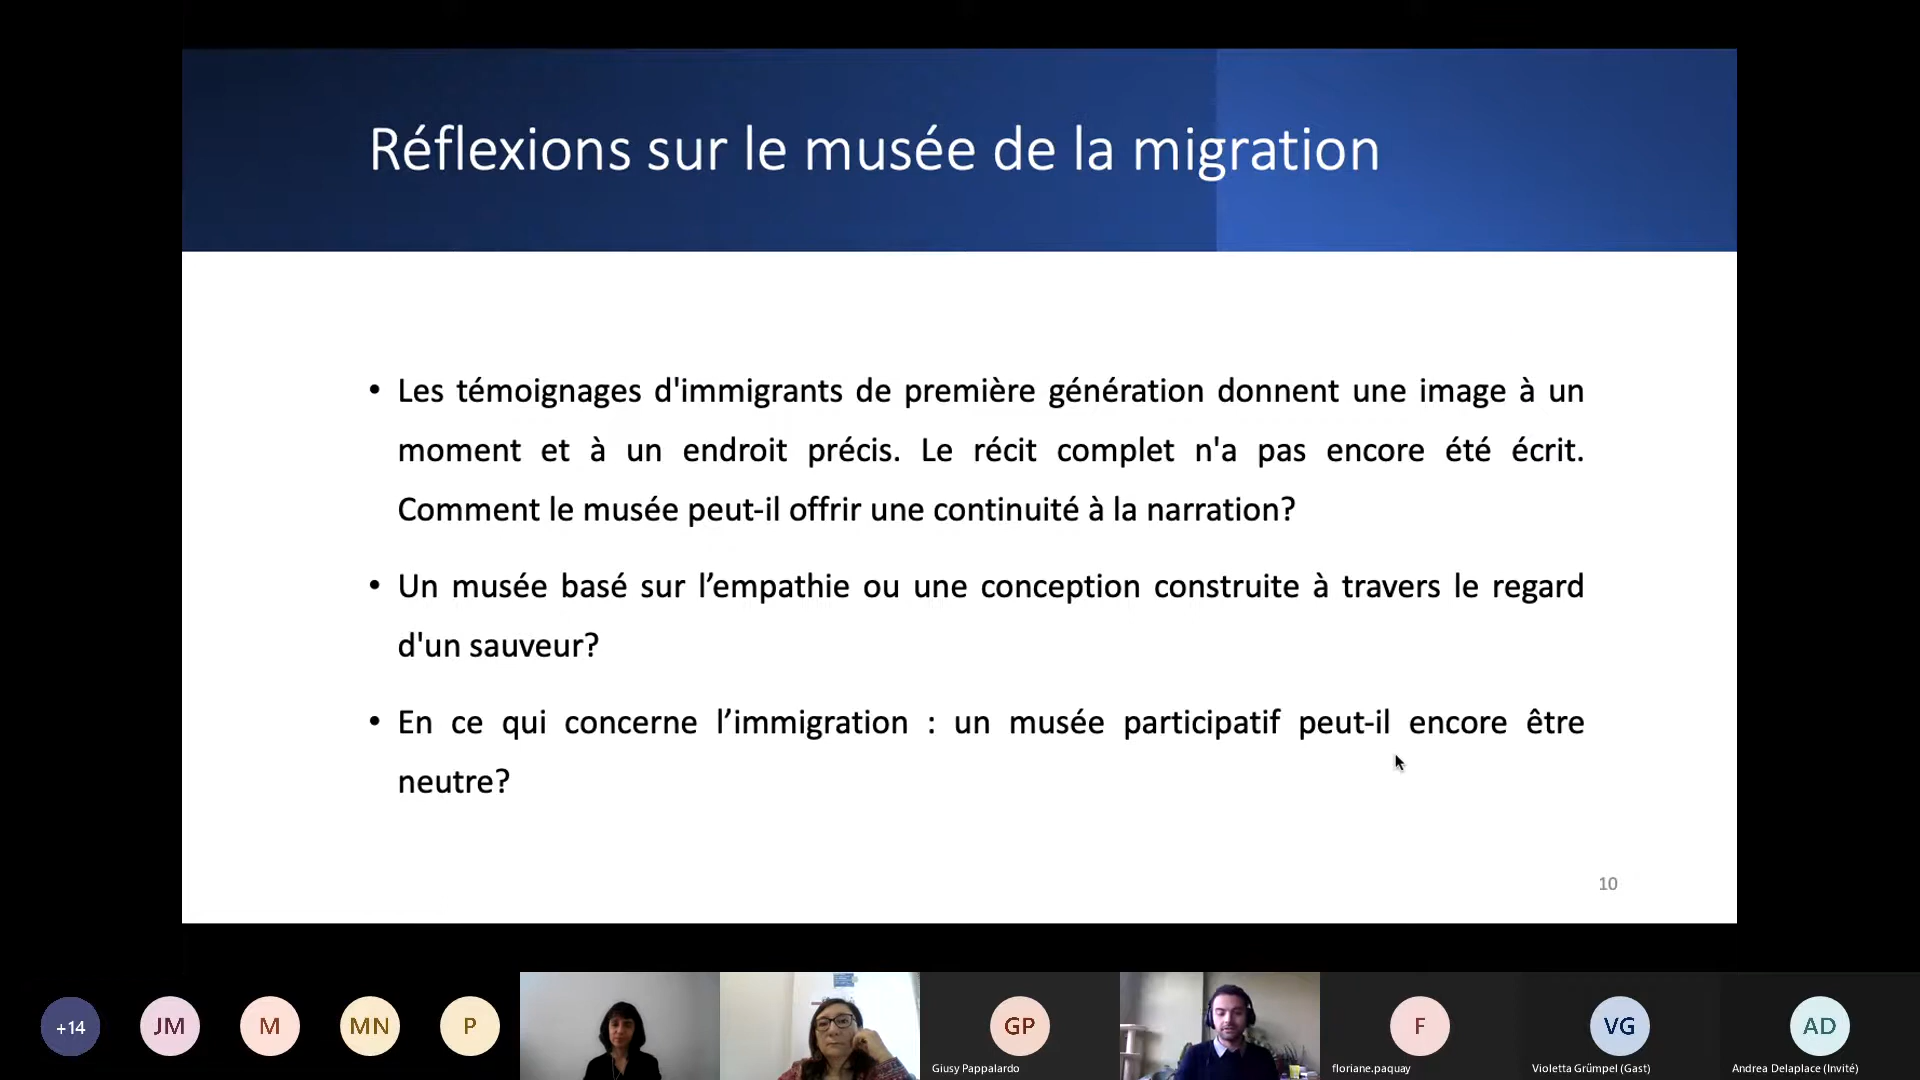 Réflexions sur le musée de la migration
• Les témoignages d'immigrants de première génération donnent une image à un
moment et à un endroit précis. Le récit complet n'a pas encore été écrit.
Comment le musée peut-il offrir une continuité à la narration?
• Un musée basé sur l’empathie ou une conception construite à travers le regard
d'un sauveur?
• En ce qui concerne l’immigration : un musée participatif peut-il encore être
neutre?
10
+14
JM
M
MN
P
GP
F
VG
AD
Giusy Pappalardo
floriane.paquay
Violetta Grümpel (Gast)
Andrea Delaplace (Invité)